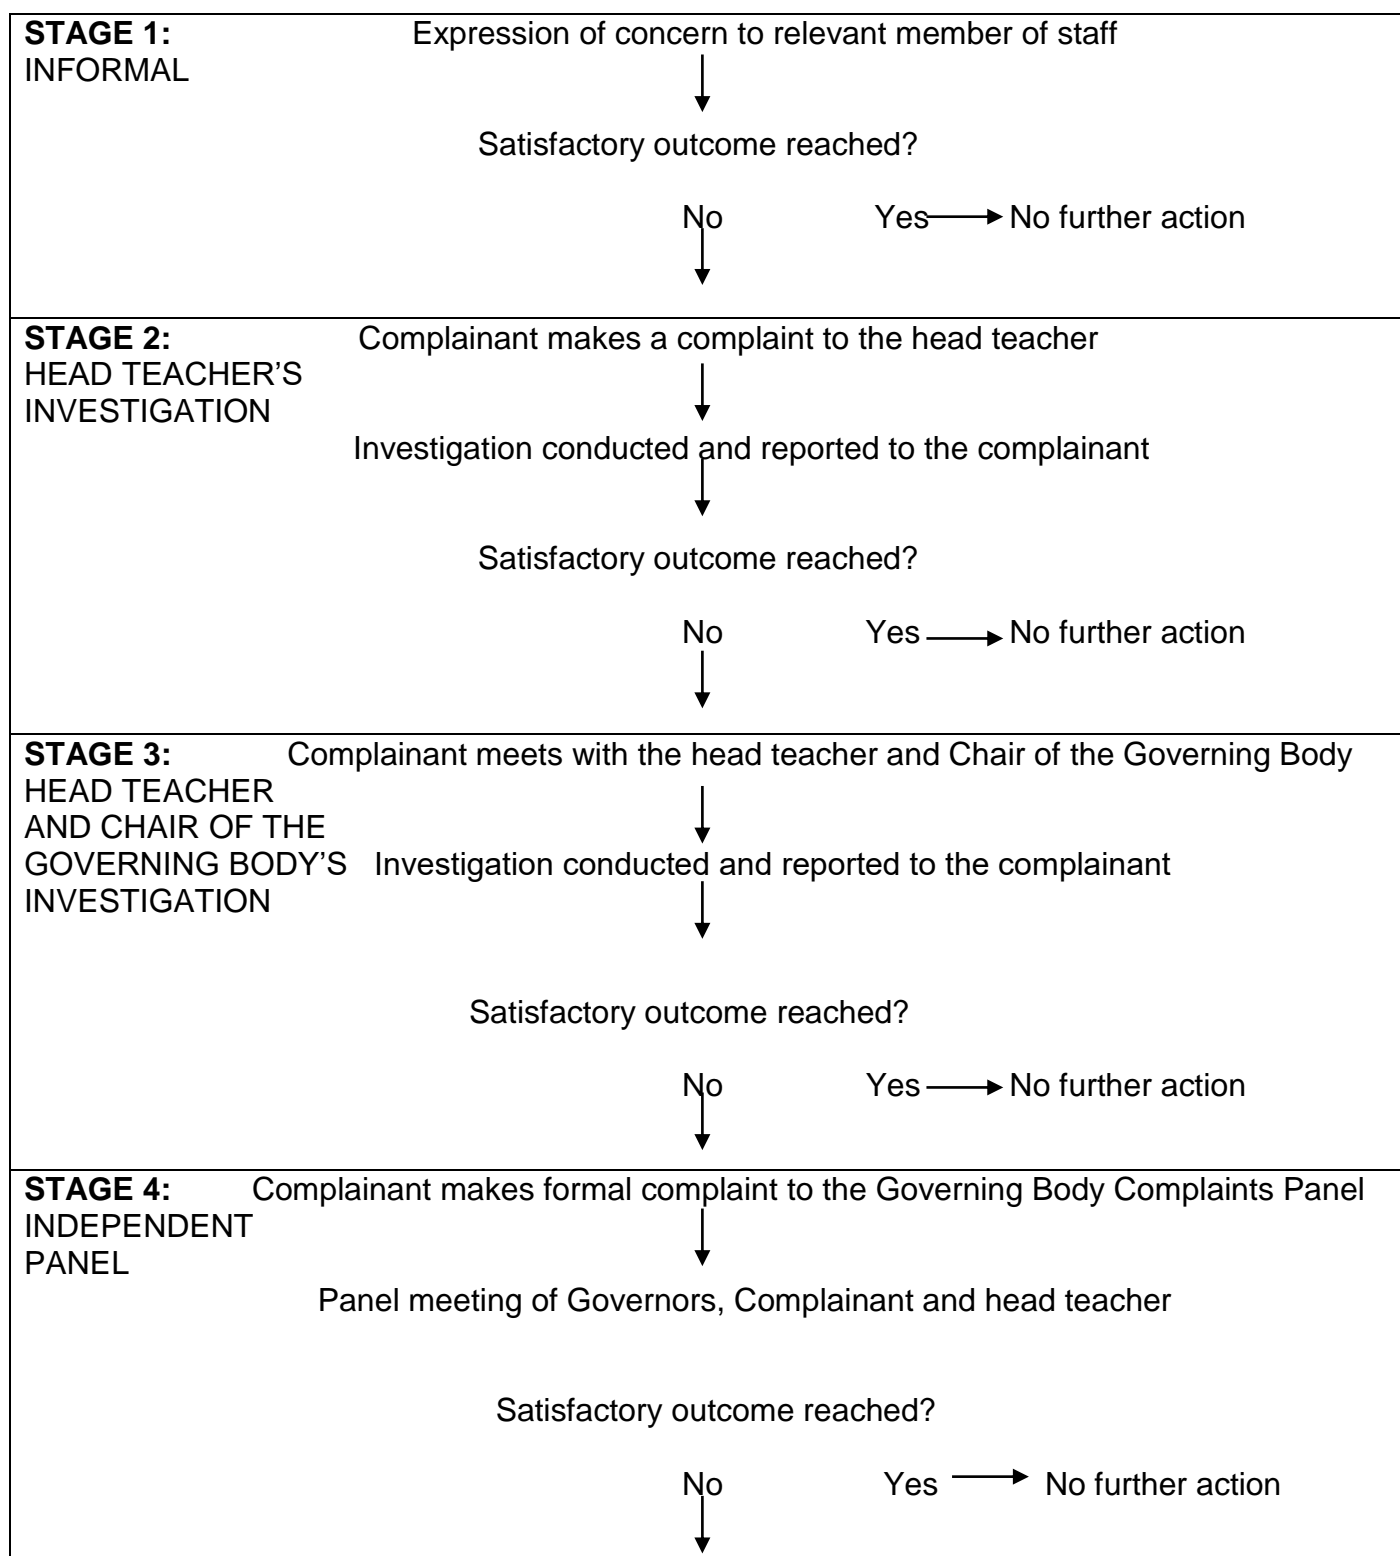 STAGE 1: Expression of concern to relevant member of staff
INFORMAL
Satisfactory outcome reached?
No Yes No further action
STAGE 2: Complainant makes a complaint to the head teacher
HEAD TEACHER’S
INVESTIGATION
Investigation conducted and reported to the complainant
Satisfactory outcome reached?
No Yes No further action
STAGE 3: Complainant meets with the head teacher and Chair of the Governing Body
HEAD TEACHER
AND CHAIR OF THE
GOVERNING BODY’S Investigation conducted and reported to the complainant
INVESTIGATION
Satisfactory outcome reached?
No Yes No further action
STAGE 4: Complainant makes formal complaint to the Governing Body Complaints Panel
INDEPENDENT
PANEL
Panel meeting of Governors, Complainant and head teacher
Satisfactory outcome reached?
No Yes No further action